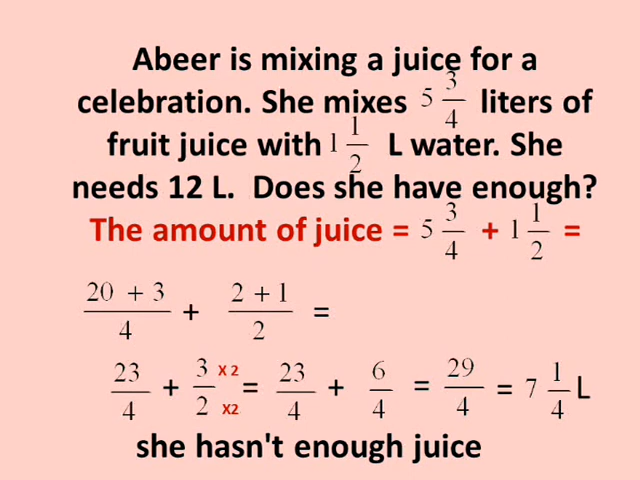 Abeer is mixing a juice for a
celebration. She mixes 5 3/4 liters of
fruit juice with 1 1/2 L water. She
needs 12 L. Does she have enough?
The amount of juice = 5 3/4 + 1 1/2 =
20 + 3/4 + 2 + 1/2 =
23/4 + 3/2 X 2 X2 = 23/4 + 6/4 = 29/4 = 7 1/4 L
she hasn't enough juice